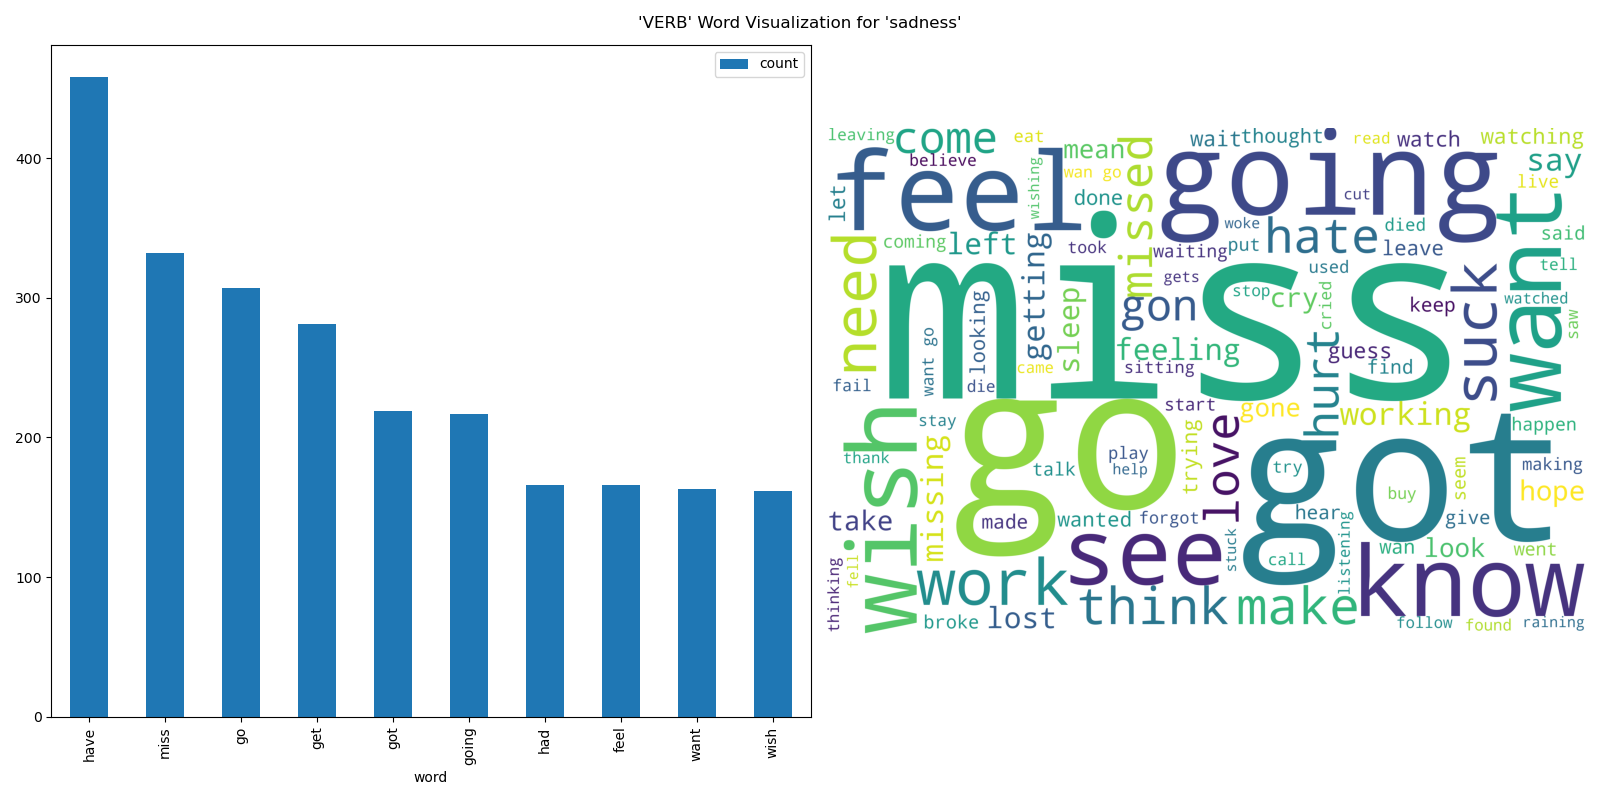 'VERB' Word Visualization for 'sadness'
count
400
300
200
100
0
have
miss
go
get
got
going
had
feel
want
wish
word
leaving
come
eat
believe
mean
wan go
wishing
done
missed
wait
thought
read
watch
watching
say
live
let
feel
going
cut
want
need
coming
left
getting
took
waiting
woke
put
hate
died
leave
said
tell
miss
gets
used
stop
cry
cried
keep
suck
watched
saw
looking
want go
sleep
gon
feeling
guess
find
fail
die
came
sitting
hurt
start
gone
working
happen
wish
stay
go
trying
love
got
thank
missing
talk
play
help
try
seem
making
buy
hope
take
made
wanted
forgot
hear
give
see
stuck
call
listening
wan
look
went
know
thinking
fell
work
think
make
broke
lost
follow
found
raining